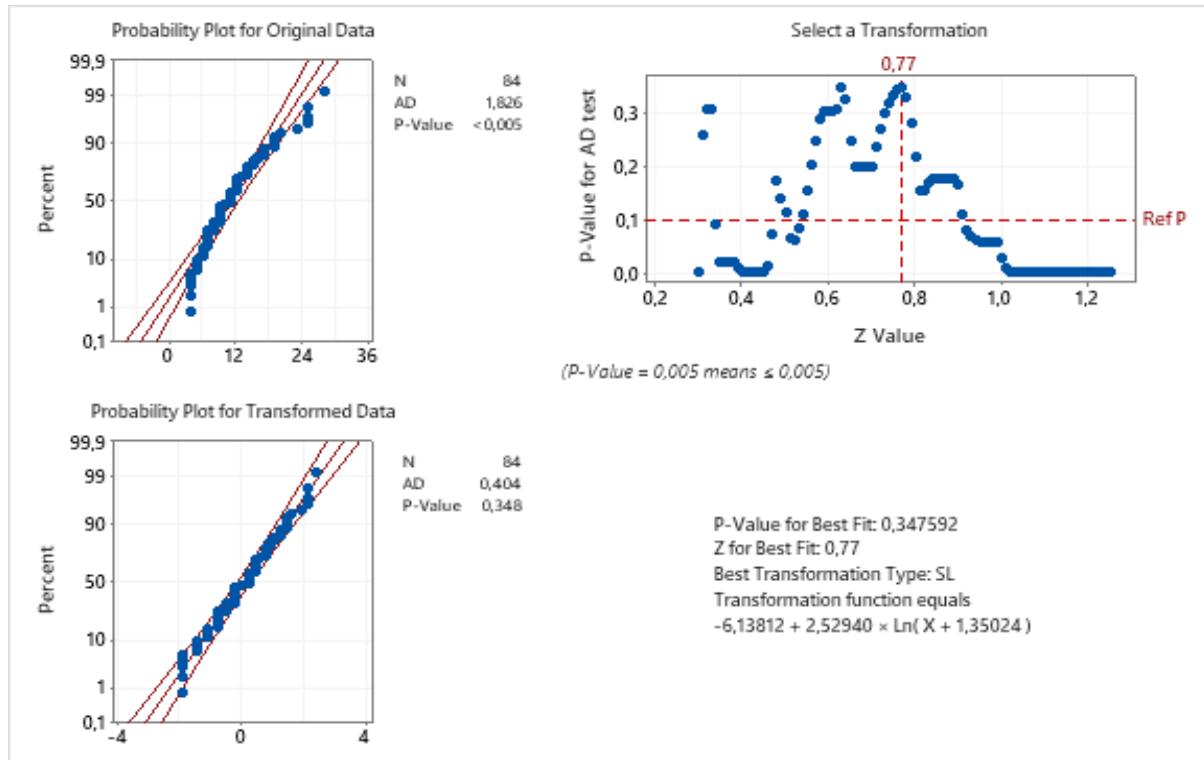 Probability Plot for Original Data
99,9
99
90
50
10
1
0,1
Percent
0 12 24 36
N 84
AD 1,826
P-Value <0,005
Select a Transformation
0,77
0,3
0,2
0,1
0,0
P-Value for AD test
Ref P
0,2 0,4 0,6 0,8 1,0 1,2
Z Value
(P-Value = 0,005 means ≤ 0,005)
Probability Plot for Transformed Data
99,9
99
90
50
10
1
0,1
Percent
-4 0 4
N 84
AD 0,404
P-Value 0,348
P-Value for Best Fit: 0,347592
Z for Best Fit: 0,77
Best Transformation Type: SL
Transformation function equals
-6,13812 + 2,52940 × Ln( X + 1,35024 )